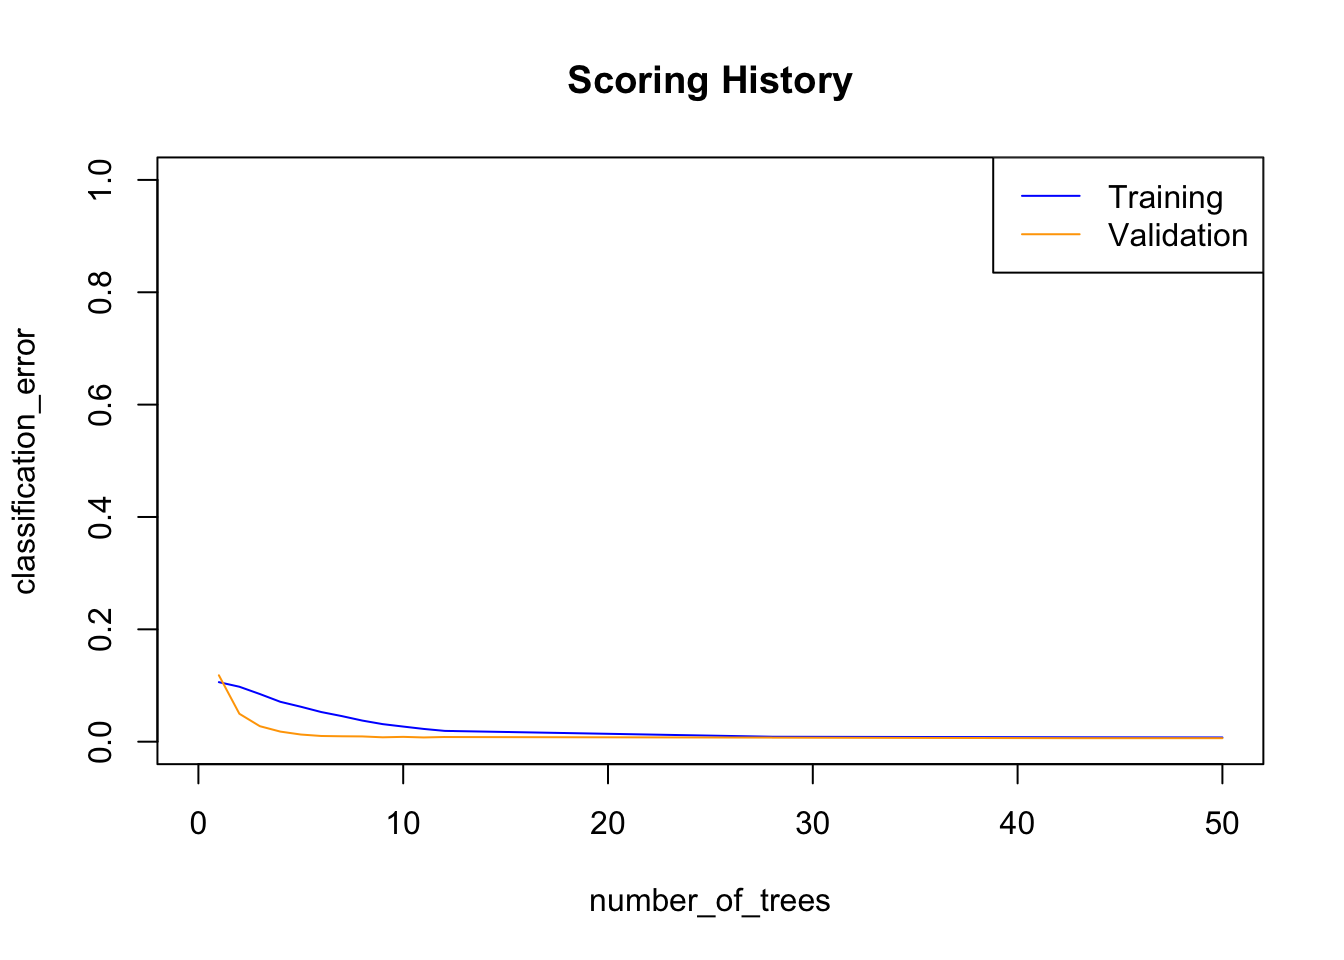 Scoring History
Training
Validation
classification_error
1.0
0.8
0.6
0.4
0.2
0.0
0 10 20 30 40 50
number_of_trees